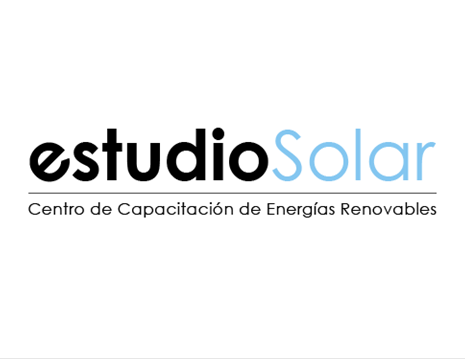 estudioSolar
Centro de Capacitación de Energías Renovables